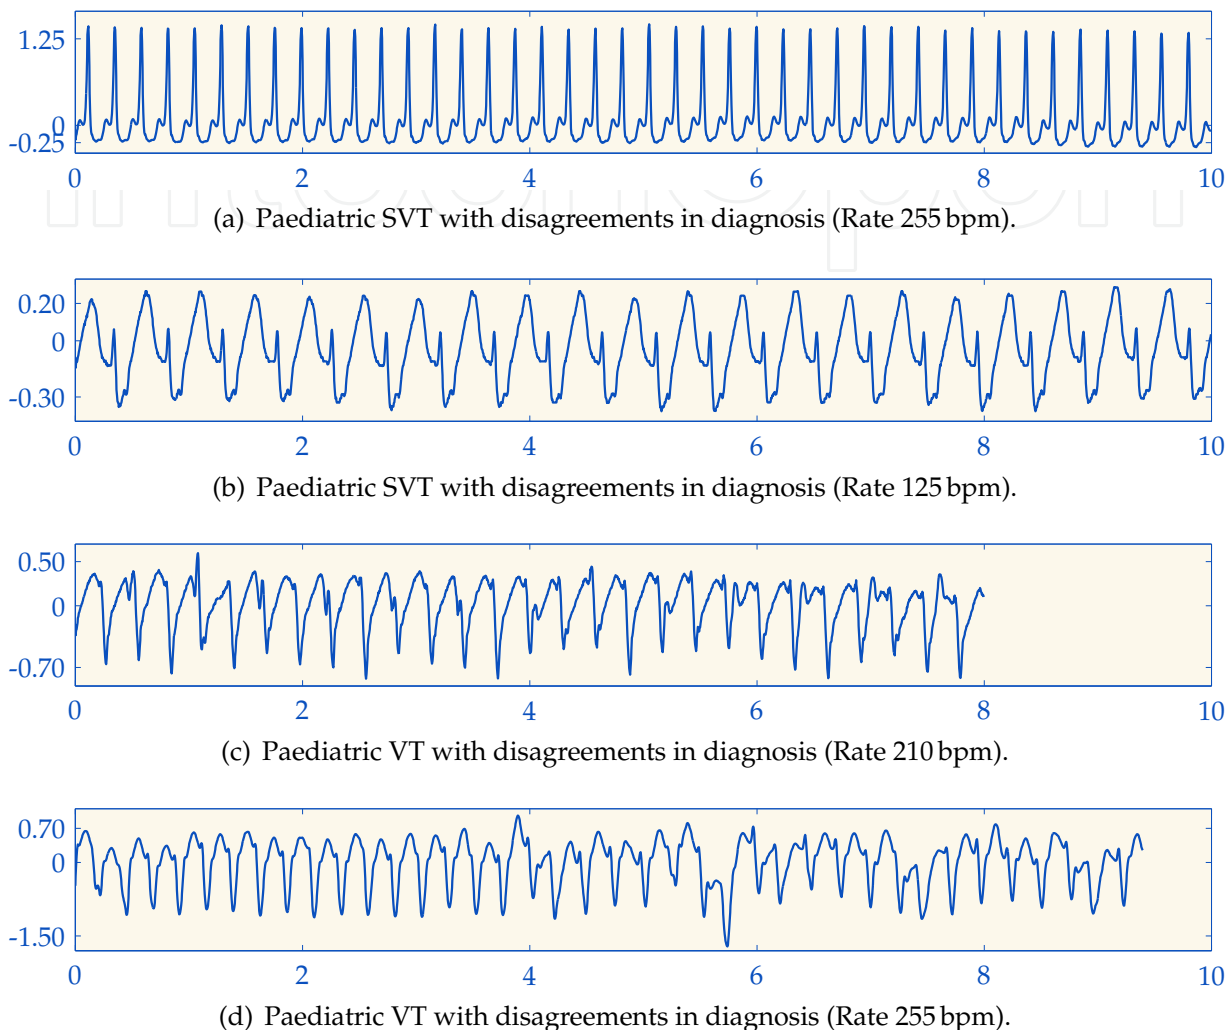 1.25
0
-0.25
0 2 4 6 8 10
(a) Paediatric SVT with disagreements in diagnosis (Rate 255 bpm).
0.20
0
-0.30
0 2 4 6 8 10
(b) Paediatric SVT with disagreements in diagnosis (Rate 125 bpm).
0.50
0
-0.70
0 2 4 6 8 10
(c) Paediatric VT with disagreements in diagnosis (Rate 210 bpm).
0.70
0
-1.50
0 2 4 6 8 10
(d) Paediatric VT with disagreements in diagnosis (Rate 255 bpm).